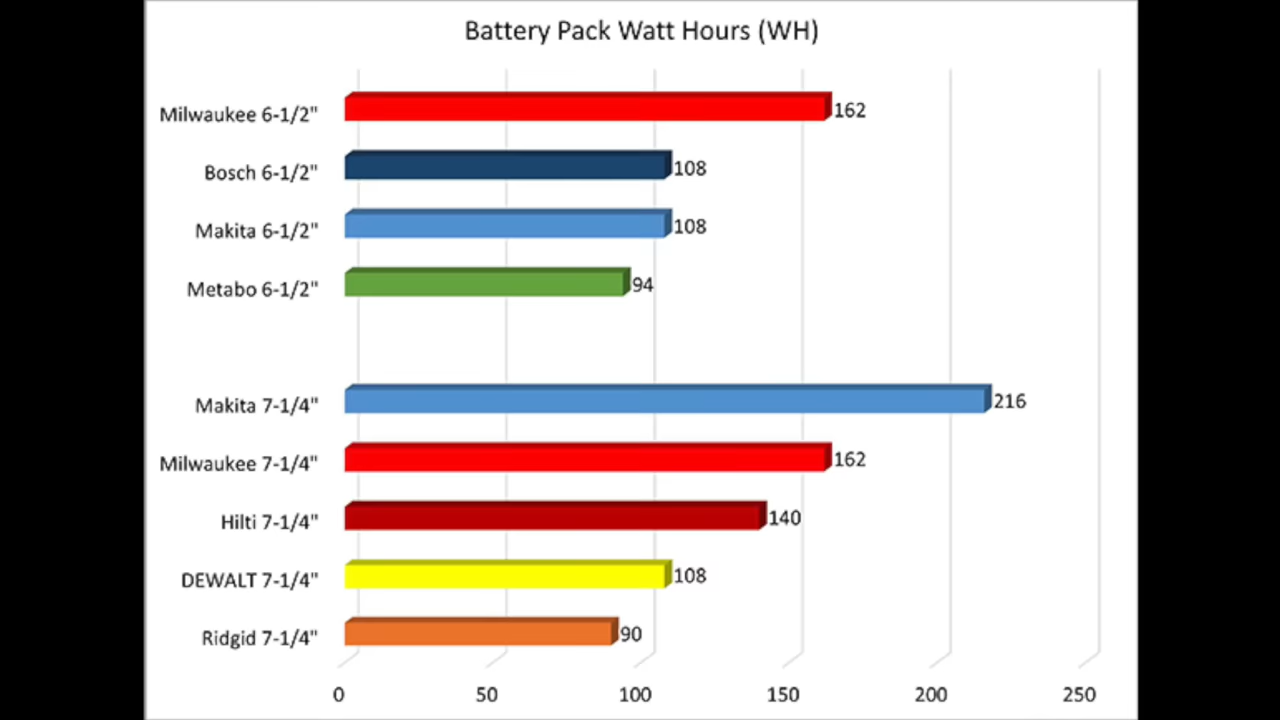 Battery Pack Watt Hours (WH)
Milwaukee 6-1/2" 162
Bosch 6-1/2" 108
Makita 6-1/2" 108
Metabo 6-1/2" 94
Makita 7-1/4" 216
Milwaukee 7-1/4" 162
Hilti 7-1/4" 140
DEWALT 7-1/4" 108
Ridgid 7-1/4" 90
0 50 100 150 200 250